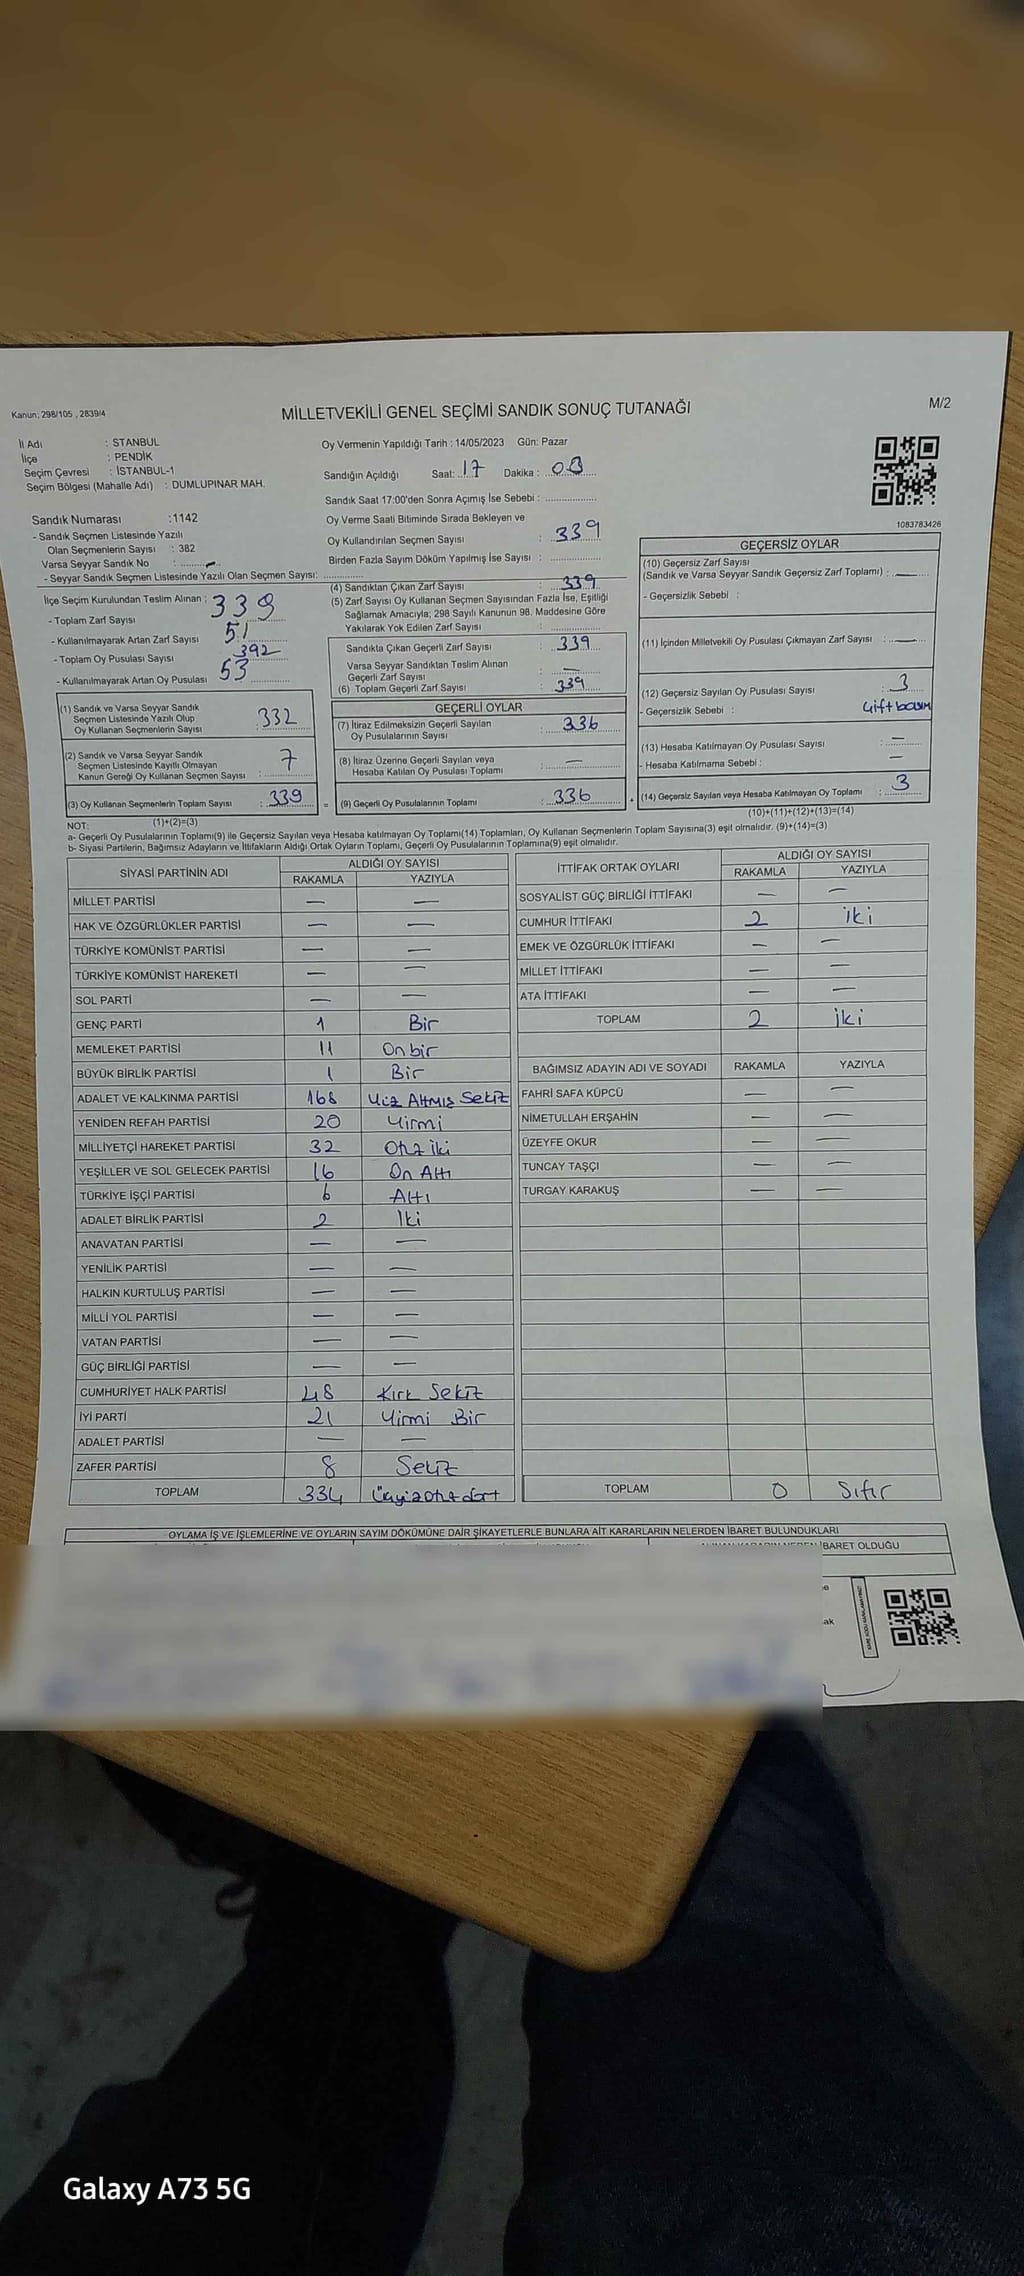 Kanun; 298/105 , 2839/4
MİLLETVEKİLİ GENEL SEÇİMİ SANDIK SONUÇ TUTANAĞI
M/2
İl Adı : STANBUL
İlçe : PENDİK
Seçim Çevresi : İSTANBUL-1
Seçim Bölgesi (Mahalle Adı) : DUMLUPINAR MAH.
Sandık Numarası :1142
- Sandık Seçmen Listesinde Yazılı
Olan Seçmenlerin Sayısı : 382
Varsa Seyyar Sandık No :
- Seyyar Sandık Seçmen Listesinde Yazılı Olan Seçmen Sayısı:
İlçe Seçim Kurulundan Teslim Alınan :
- Toplam Zarf Sayısı 339
- Kullanılmayarak Artan Zarf Sayısı 51
- Toplam Oy Pusulası Sayısı 392
- Kullanılmayarak Artan Oy Pusulası 53
(1) Sandık ve Varsa Seyyar Sandık
Seçmen Listesinde Yazılı Olup
Oy Kullanan Seçmenlerin Sayısı : 332
(2) Sandık ve Varsa Seyyar Sandık
Seçmen Listesinde Kayıtlı Olmayan
Kanun Gereği Oy Kullanan Seçmen Sayısı : 7
(3) Oy Kullanan Seçmenlerin Toplam Sayısı : 339 =
(1)+(2)=(3)
Oy Vermenin Yapıldığı Tarih : 14/05/2023 Gün: Pazar
Sandığın Açıldığı Saat: 17 Dakika : 08
Sandık Saat 17:00'den Sonra Açımış İse Sebebi :
Oy Verme Saati Bitiminde Sırada Bekleyen ve
Oy Kullandırılan Seçmen Sayısı : 339
Birden Fazla Sayım Döküm Yapılmış İse Sayısı :
(4) Sandıktan Çıkan Zarf Sayısı : 339
(5) Zarf Sayısı Oy Kullanan Seçmen Sayısından Fazla İse, Eşitliği
Sağlamak Amacıyla; 298 Sayılı Kanunun 98. Maddesine Göre
Yakılarak Yok Edilen Zarf Sayısı :
Sandıkta Çıkan Geçerli Zarf Sayısı : 339
Varsa Seyyar Sandıktan Teslim Alınan
Geçerli Zarf Sayısı : —
(6) Toplam Geçerli Zarf Sayısı : 339
GEÇERLİ OYLAR
(7) İtiraz Edilmeksizin Geçerli Sayılan
Oy Pusulalarının Sayısı : 336
(8) İtiraz Üzerine Geçerli Sayılan veya
Hesaba Katılan Oy Pusulası Toplamı : —
(9) Geçerli Oy Pusulalarının Toplamı : 336 +
1083783426
GEÇERSİZ OYLAR
(10) Geçersiz Zarf Sayısı
(Sandık ve Varsa Seyyar Sandık Geçersiz Zarf Toplamı) : —
- Geçersizlik Sebebi :
(11) İçinden Milletvekili Oy Pusulası Çıkmayan Zarf Sayısı : —
(12) Geçersiz Sayılan Oy Pusulası Sayısı : 3
- Geçersizlik Sebebi : Çift basım
(13) Hesaba Katılmayan Oy Pusulası Sayısı : —
- Hesaba Katılmama Sebebi : —
(14) Geçersiz Sayılan veya Hesaba Katılmayan Oy Toplamı : 3
(10)+(11)+(12)+(13)=(14)
NOT:
a- Geçerli Oy Pusulalarının Toplamı(9) ile Geçersiz Sayılan veya Hesaba katılmayan Oy Toplamı(14) Toplamları, Oy Kullanan Seçmenlerin Toplam Sayısına(3) eşit olmalıdır. (9)+(14)=(3)
b- Siyasi Partilerin, Bağımsız Adayların ve İttifakların Aldığı Ortak Oyların Toplamı, Geçerli Oy Pusulalarının Toplamına(9) eşit olmalıdır.
SİYASİ PARTİNİN ADI ALDIĞI OY SAYISI
RAKAMLA YAZIYLA
MİLLET PARTİSİ — —
HAK VE ÖZGÜRLÜKLER PARTİSİ — —
TÜRKİYE KOMÜNİST PARTİSİ — —
TÜRKİYE KOMÜNİST HAREKETİ — —
SOL PARTİ — —
GENÇ PARTİ 1 Bir
MEMLEKET PARTİSİ 11 On bir
BÜYÜK BİRLİK PARTİSİ 1 Bir
ADALET VE KALKINMA PARTİSİ 168 Yüz Altmış Sekiz
YENİDEN REFAH PARTİSİ 20 Yirmi
MİLLİYETÇİ HAREKET PARTİSİ 32 Otuz iki
YEŞİLLER VE SOL GELECEK PARTİSİ 16 On Altı
TÜRKİYE İŞÇİ PARTİSİ 6 Altı
ADALET BİRLİK PARTİSİ 2 İki
ANAVATAN PARTİSİ — —
YENİLİK PARTİSİ — —
HALKIN KURTULUŞ PARTİSİ — —
MİLLİ YOL PARTİSİ — —
VATAN PARTİSİ — —
GÜÇ BİRLİĞİ PARTİSİ — —
CUMHURİYET HALK PARTİSİ 48 Kırk Sekiz
İYİ PARTİ 21 Yirmi Bir
ADALET PARTİSİ — —
ZAFER PARTİSİ 8 Sekiz
TOPLAM 334 Üçyüzotuzdört
İTTİFAK ORTAK OYLARI ALDIĞI OY SAYISI
RAKAMLA YAZIYLA
SOSYALİST GÜÇ BİRLİĞİ İTTİFAKI — —
CUMHUR İTTİFAKI 2 iki
EMEK VE ÖZGÜRLÜK İTTİFAKI — —
MİLLET İTTİFAKI — —
ATA İTTİFAKI — —
TOPLAM 2 iki
BAĞIMSIZ ADAYIN ADI VE SOYADI RAKAMLA YAZIYLA
FAHRİ SAFA KÜPCÜ — —
NİMETULLAH ERŞAHİN — —
ÜZEYFE OKUR — —
TUNCAY TAŞÇI — —
TURGAY KARAKUŞ — —
TOPLAM 0 Sıfır
OYLAMA İŞ VE İŞLEMLERİNE VE OYLARIN SAYIM DÖKÜMÜNE DAİR ŞİKAYETLERLE BUNLARA AİT KARARLARIN NELERDEN İBARET BULUNDUKLARI
İBARET OLDUĞU
Galaxy A73 5G